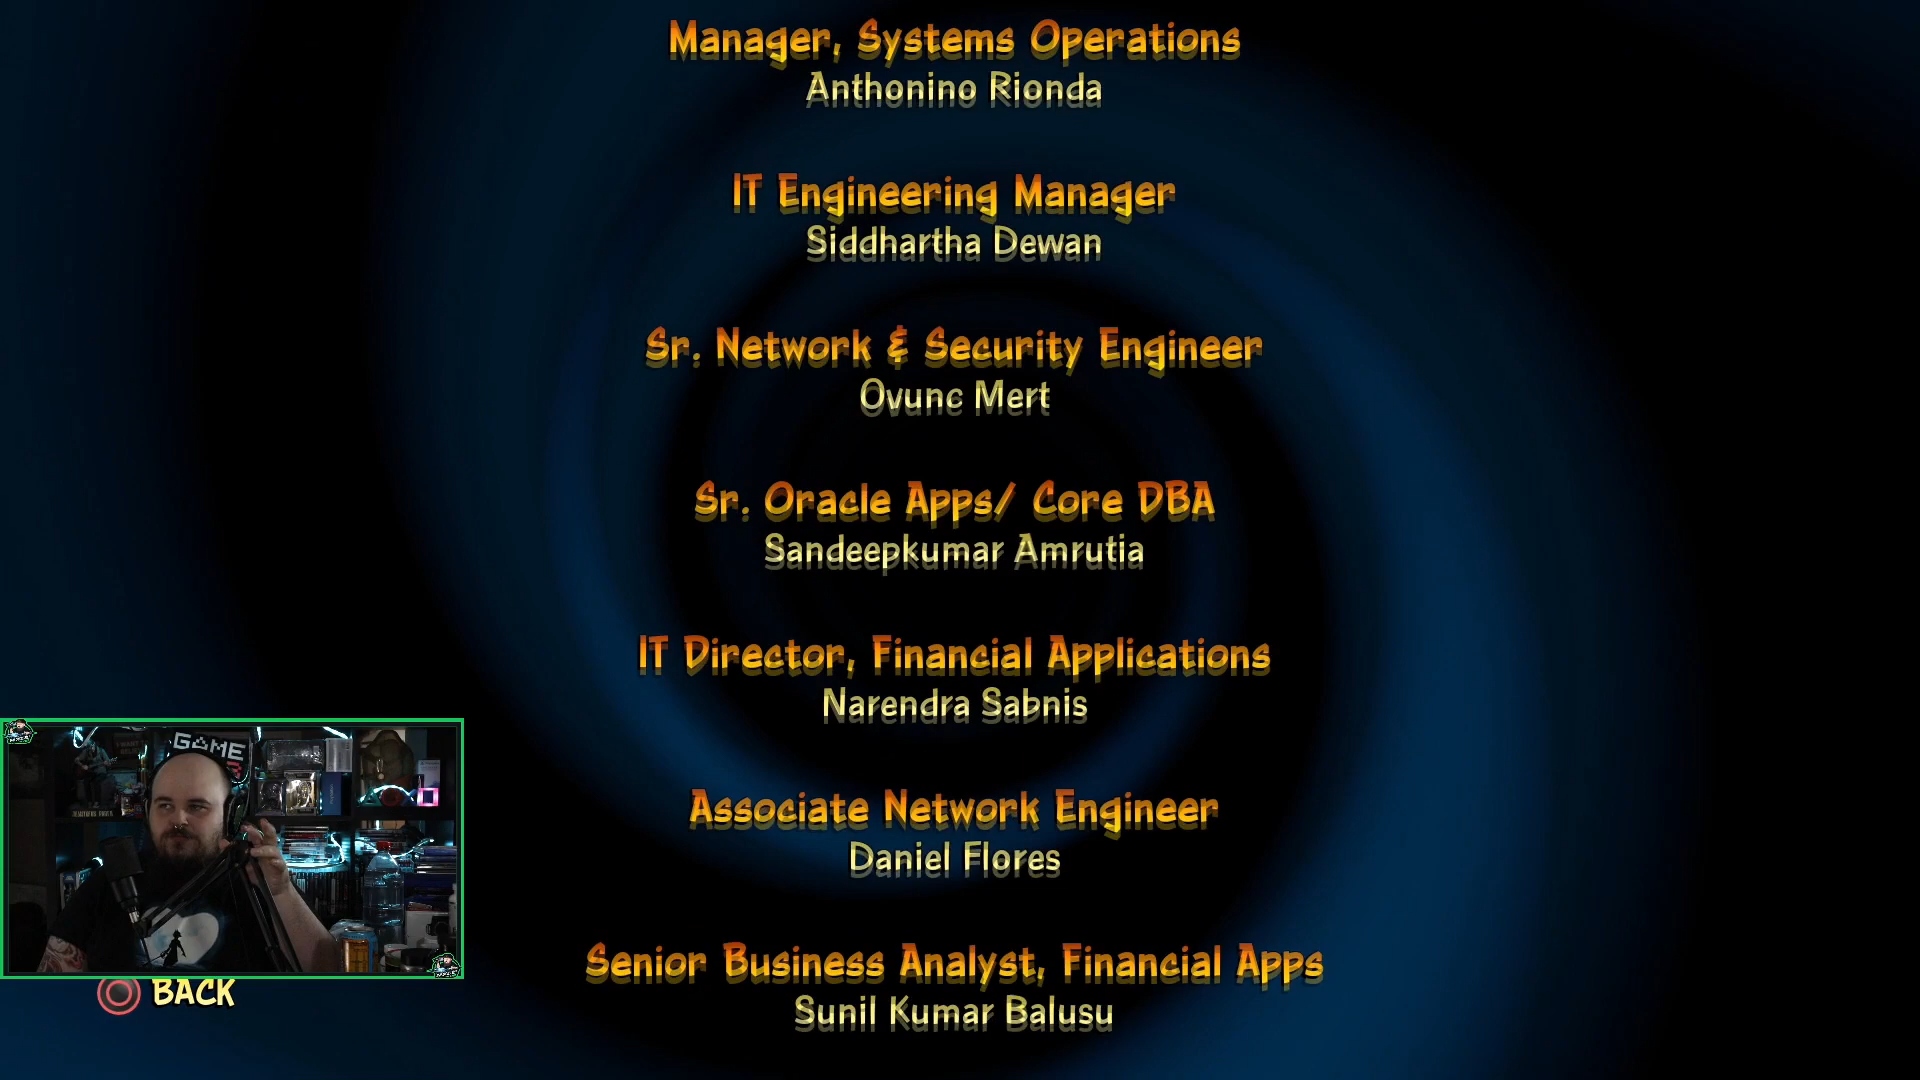 Manager, Systems Operations
Anthonino Rionda
IT Engineering Manager
Siddhartha Dewan
Sr. Network & Security Engineer
Ovunc Mert
Sr. Oracle Apps/ Core DBA
Sandeepkumar Amrutia
IT Director, Financial Applications
Narendra Sabnis
Associate Network Engineer
Daniel Flores
Senior Business Analyst, Financial Apps
Sunil Kumar Balusu
GAME
BACK